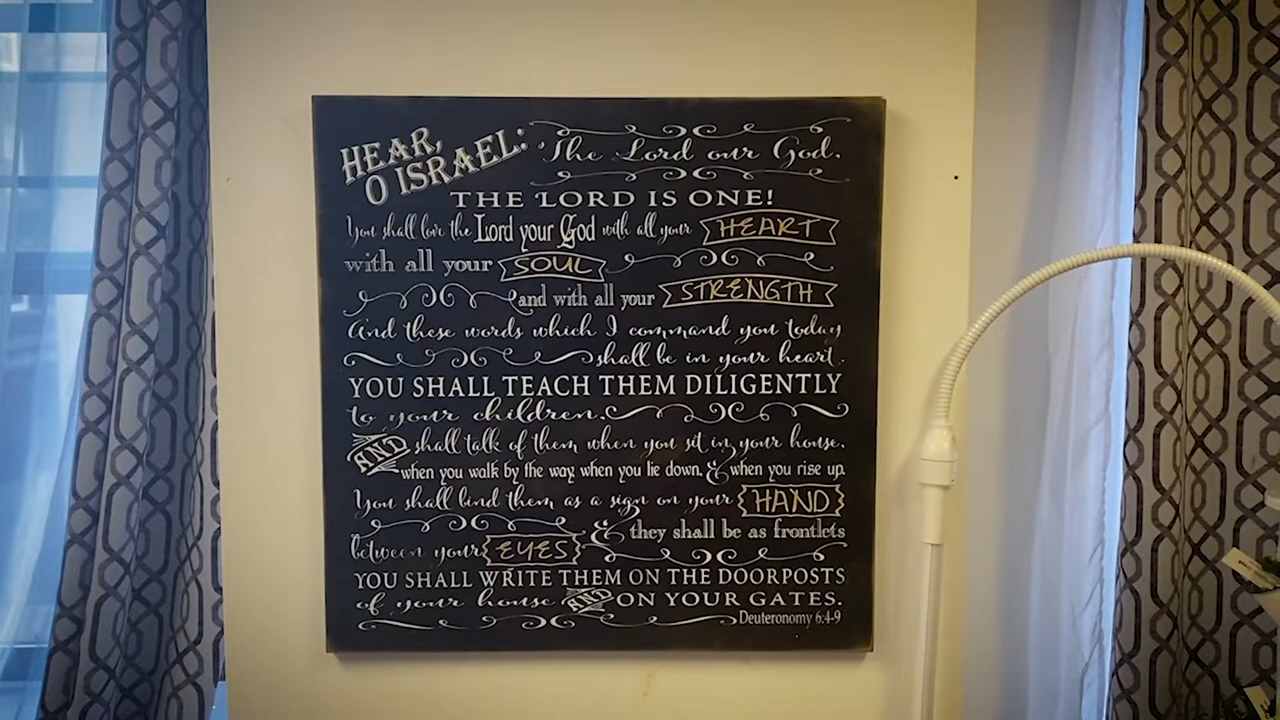 HEAR, O ISRAEL: The Lord our God,
THE LORD IS ONE!
You shall love the Lord your God with all your HEART
with all your SOUL
and with all your STRENGTH
And these words which I command you today
shall be in your heart.
YOU SHALL TEACH THEM DILIGENTLY
to your children.
AND shall talk of them when you sit in your house,
when you walk by the way, when you lie down, & when you rise up.
You shall bind them as a sign on your HAND
& they shall be as frontlets
between your EYES
YOU SHALL WRITE THEM ON THE DOORPOSTS
of your house AND ON YOUR GATES.
Deuteronomy 6:4-9